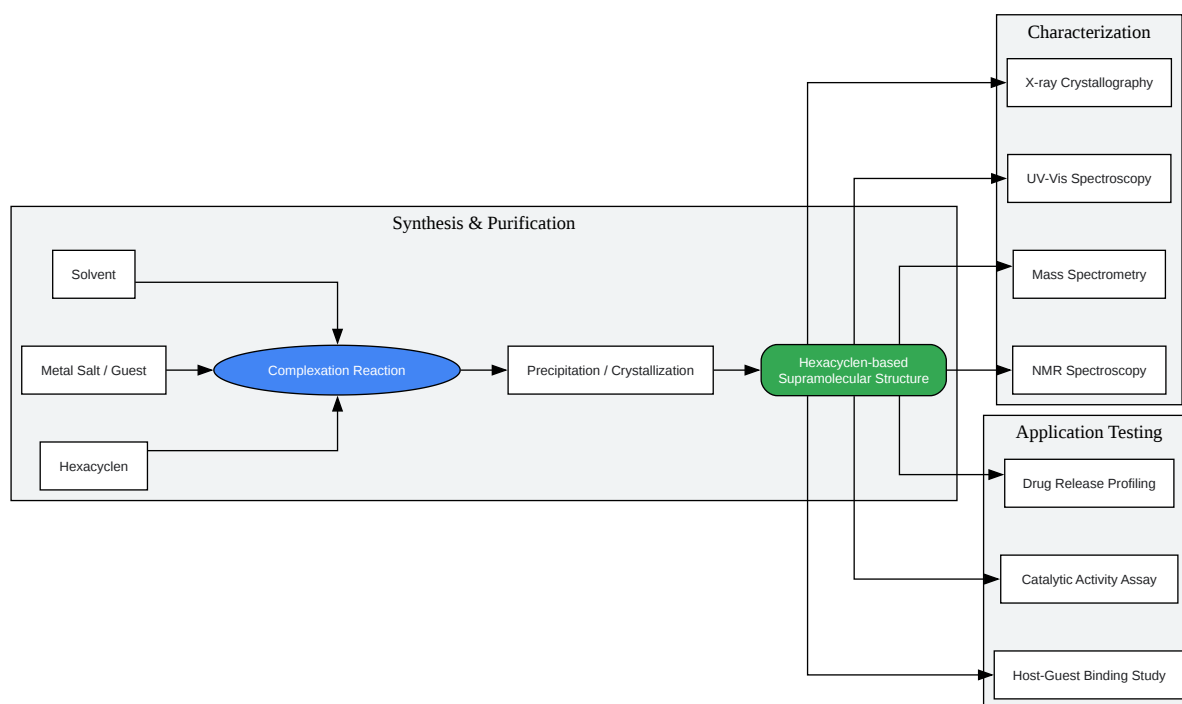 Characterization
X-ray Crystallography
UV-Vis Spectroscopy
Mass Spectrometry
NMR Spectroscopy
Synthesis & Purification
Solvent
Metal Salt / Guest
Hexacyclen
Complexation Reaction
Precipitation / Crystallization
Hexacyclen-based
Supramolecular Structure
Application Testing
Drug Release Profiling
Catalytic Activity Assay
Host-Guest Binding Study